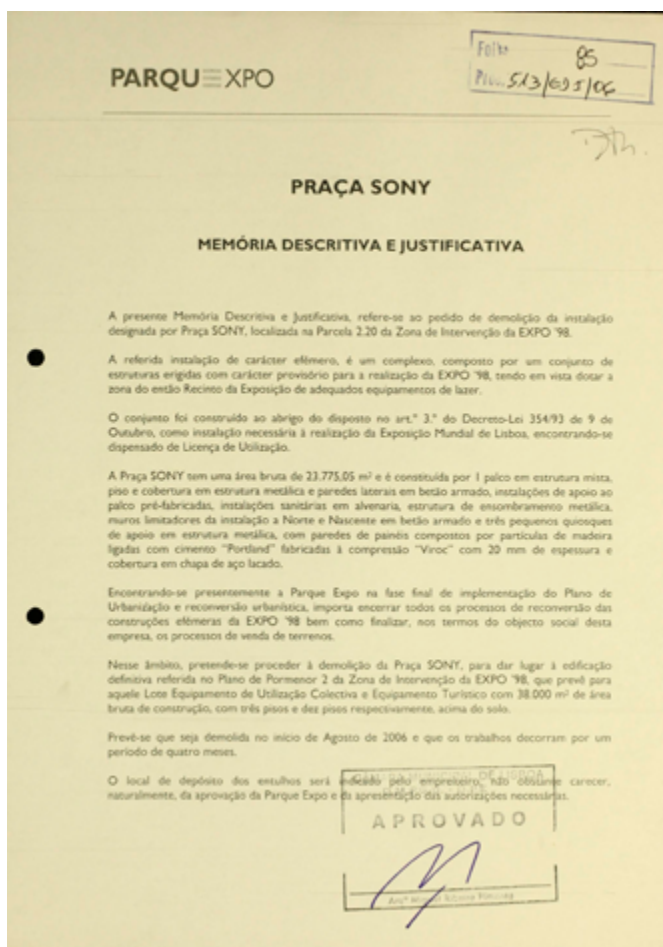 PARQUEXPO
Folha 85
Proc. 513/695/06
PRAÇA SONY
MEMÓRIA DESCRITIVA E JUSTIFICATIVA
A presente Memória Descritiva e Justificativa, refere-se ao pedido de demolição da instalação
designada por Praça SONY, localizada na Parcela 2.20 da Zona de Intervenção da EXPO '98.
A referida instalação de carácter efémero, é um complexo, composto por um conjunto de
estruturas erigidas com carácter provisório para a realização da EXPO '98, tendo em vista dotar a
zona do então Recinto da Exposição de adequados equipamentos de lazer.
O conjunto foi construído ao abrigo do disposto no art.º 3.º do Decreto-Lei 354/93 de 9 de
Outubro, como instalação necessária à realização da Exposição Mundial de Lisboa, encontrando-se
dispensado de Licença de Utilização.
A Praça SONY tem uma área bruta de 23.775,05 m² e é constituída por 1 palco em estrutura mista,
piso e cobertura em estrutura metálica e paredes laterais em betão armado, instalações de apoio ao
palco pré-fabricadas, instalações sanitárias em alvenaria, estrutura de ensombramento metálica,
muros limitadores da instalação a Norte e Nascente em betão armado e três pequenos quiosques
de apoio em estrutura metálica, com paredes de painéis compostos por partículas de madeira
ligadas com cimento "Portland" fabricadas à compressão "Viroc" com 20 mm de espessura e
cobertura em chapa de aço lacado.
Encontrando-se presentemente a Parque Expo na fase final de implementação do Plano de
Urbanização e reconversão urbanística, importa encerrar todos os processos de reconversão das
construções efémeras da EXPO '98 bem como finalizar, nos termos do objecto social desta
empresa, os processos de venda de terrenos.
Nesse âmbito, pretende-se proceder à demolição da Praça SONY, para dar lugar à edificação
definitiva referida no Plano de Pormenor 2 da Zona de Intervenção da EXPO '98, que prevê para
aquele Lote Equipamento de Utilização Colectiva e Equipamento Turístico com 38.000 m² de área
bruta de construção, com três pisos e dez pisos respectivamente, acima do solo.
Prevê-se que seja demolida no início de Agosto de 2006 e que os trabalhos decorram por um
período de quatro meses.
O local de depósito dos entulhos será indicado pelo empreiteiro, não obstante carecer,
naturalmente, da aprovação da Parque Expo e da apresentação das autorizações necessárias.
CÂMARA MUNICIPAL DE LISBOA
APROVADO